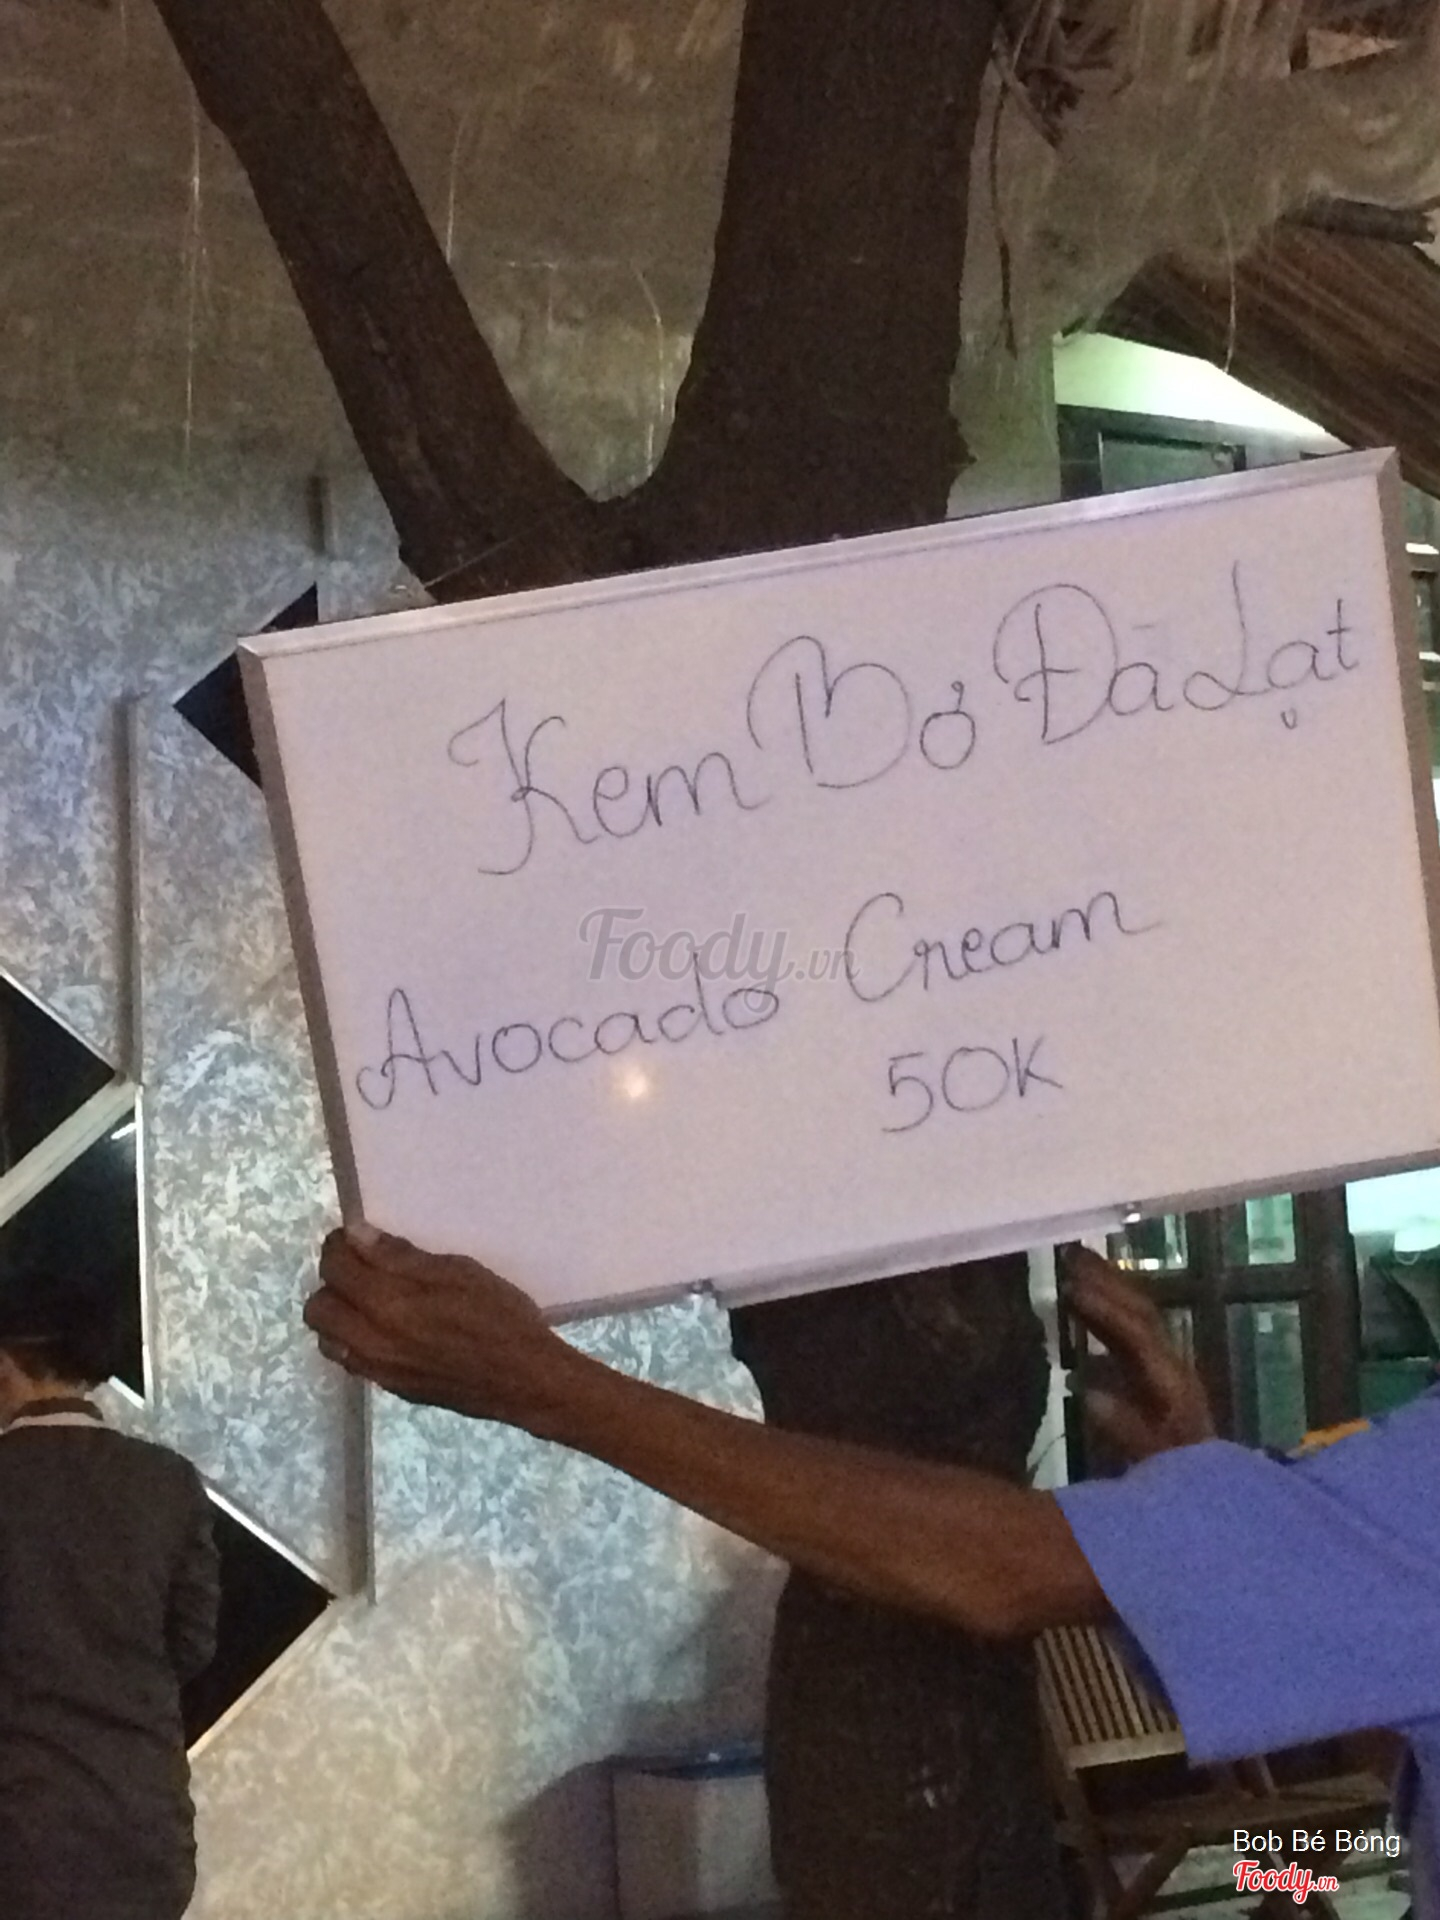 Kem Bơ Đà Lạt
Foody.vn
Avocado Cream
50K
Bob Bé Bỏng
Foody.vn